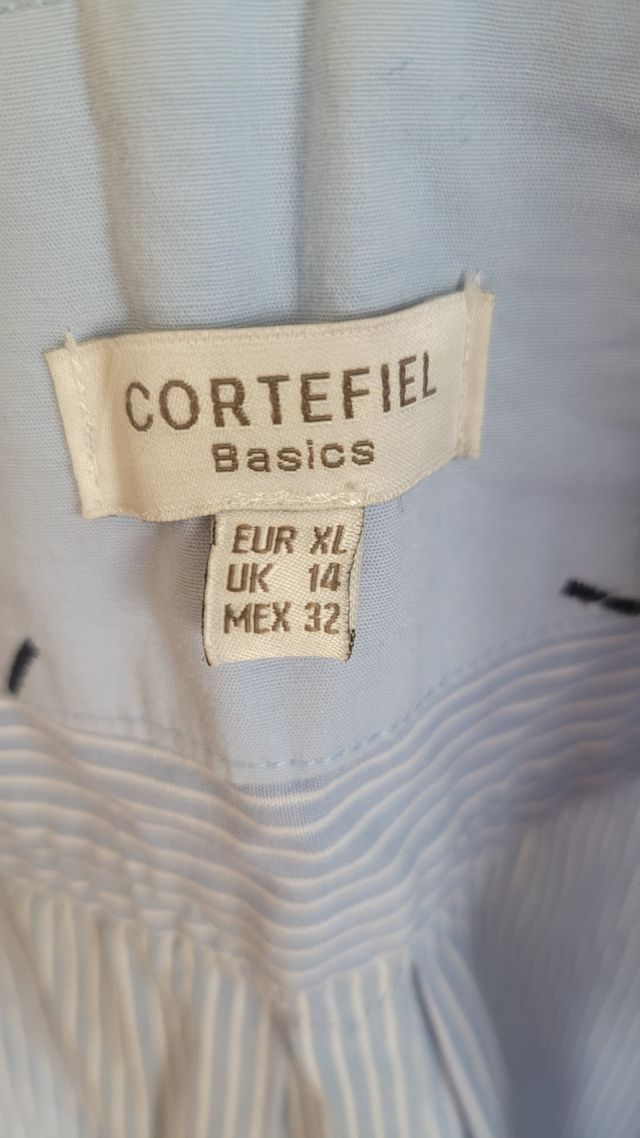 CORTEFIEL
Basics
EUR XL
UK 14
MEX 32